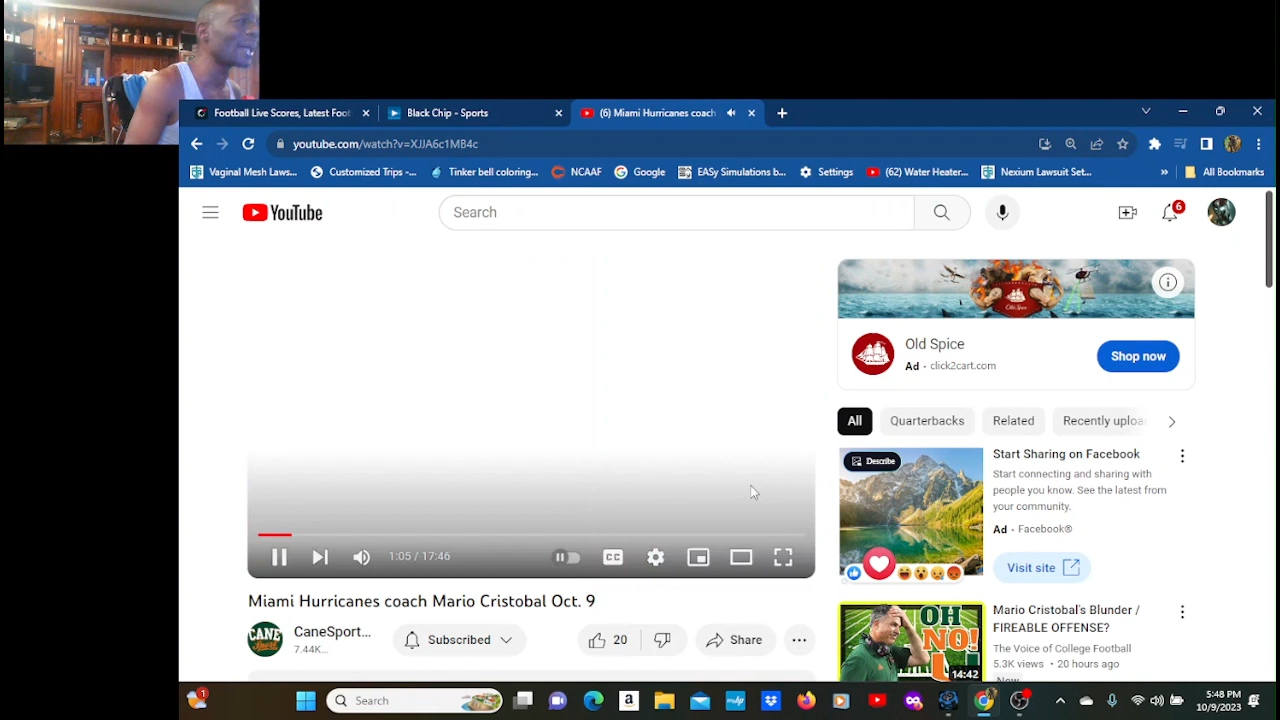 Football Live Scores, Latest Foot
Black Chip - Sports
(6) Miami Hurricanes coach
youtube.com/watch?v=XJJA6c1MB4c
Vaginal Mesh Laws...
Customized Trips -...
Tinker bell coloring...
NCAAF
Google
EASy Simulations b...
Settings
(62) Water Heater...
Nexium Lawsuit Set...
»
All Bookmarks
YouTube
Search
6
Old Spice
Ad · click2cart.com
Shop now
All
Quarterbacks
Related
Recently uploa
Describe
Start Sharing on Facebook
Start connecting and sharing with
people you know. See the latest from
your community.
Ad · Facebook®
Visit site
1:05 / 17:46
CC
Miami Hurricanes coach Mario Cristobal Oct. 9
CANE
Sport
CaneSport...
7.44K...
Subscribed
20
Share
OH
NO!
14:42
Mario Cristobal's Blunder /
FIREABLE OFFENSE?
The Voice of College Football
5.3K views • 20 hours ago
New
1
Search
a
hp
5:48 PM
10/9/2023